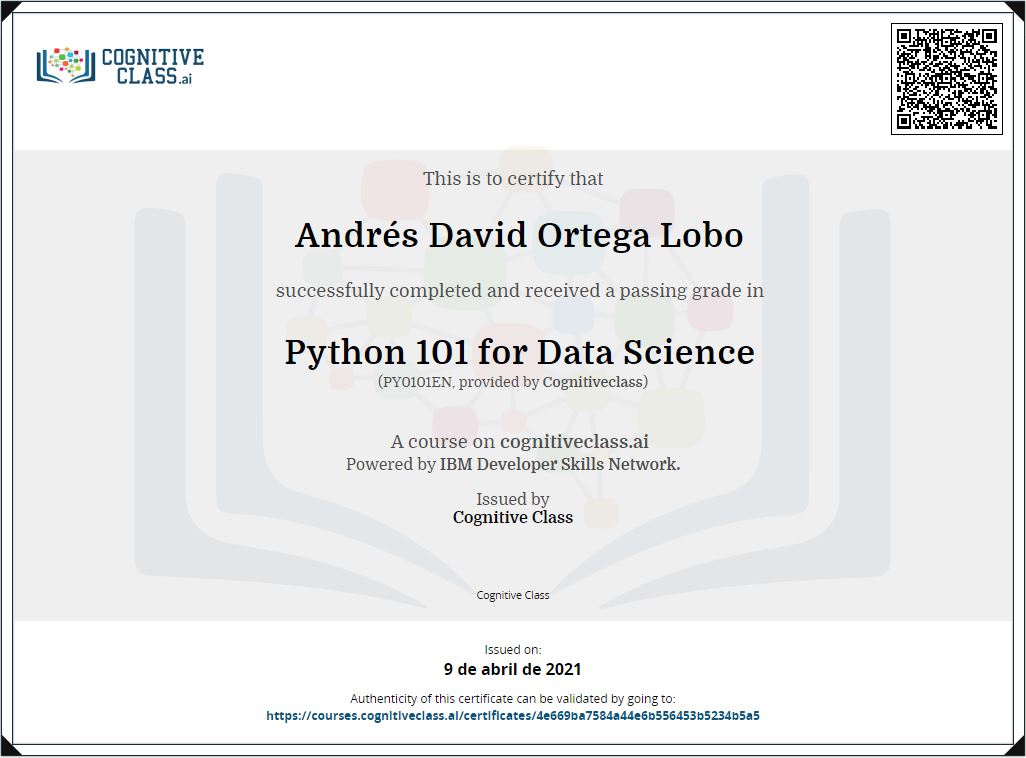 COGNITIVE
CLASS.ai
This is to certify that
Andrés David Ortega Lobo
successfully completed and received a passing grade in
Python 101 for Data Science
(PY0101EN, provided by Cognitiveclass)
A course on cognitiveclass.ai
Powered by IBM Developer Skills Network.
Issued by
Cognitive Class
Cognitive Class
Issued on:
9 de abril de 2021
Authenticity of this certificate can be validated by going to:
https://courses.cognitiveclass.ai/certificates/4e669ba7584a44e6b556453b5234b5a5